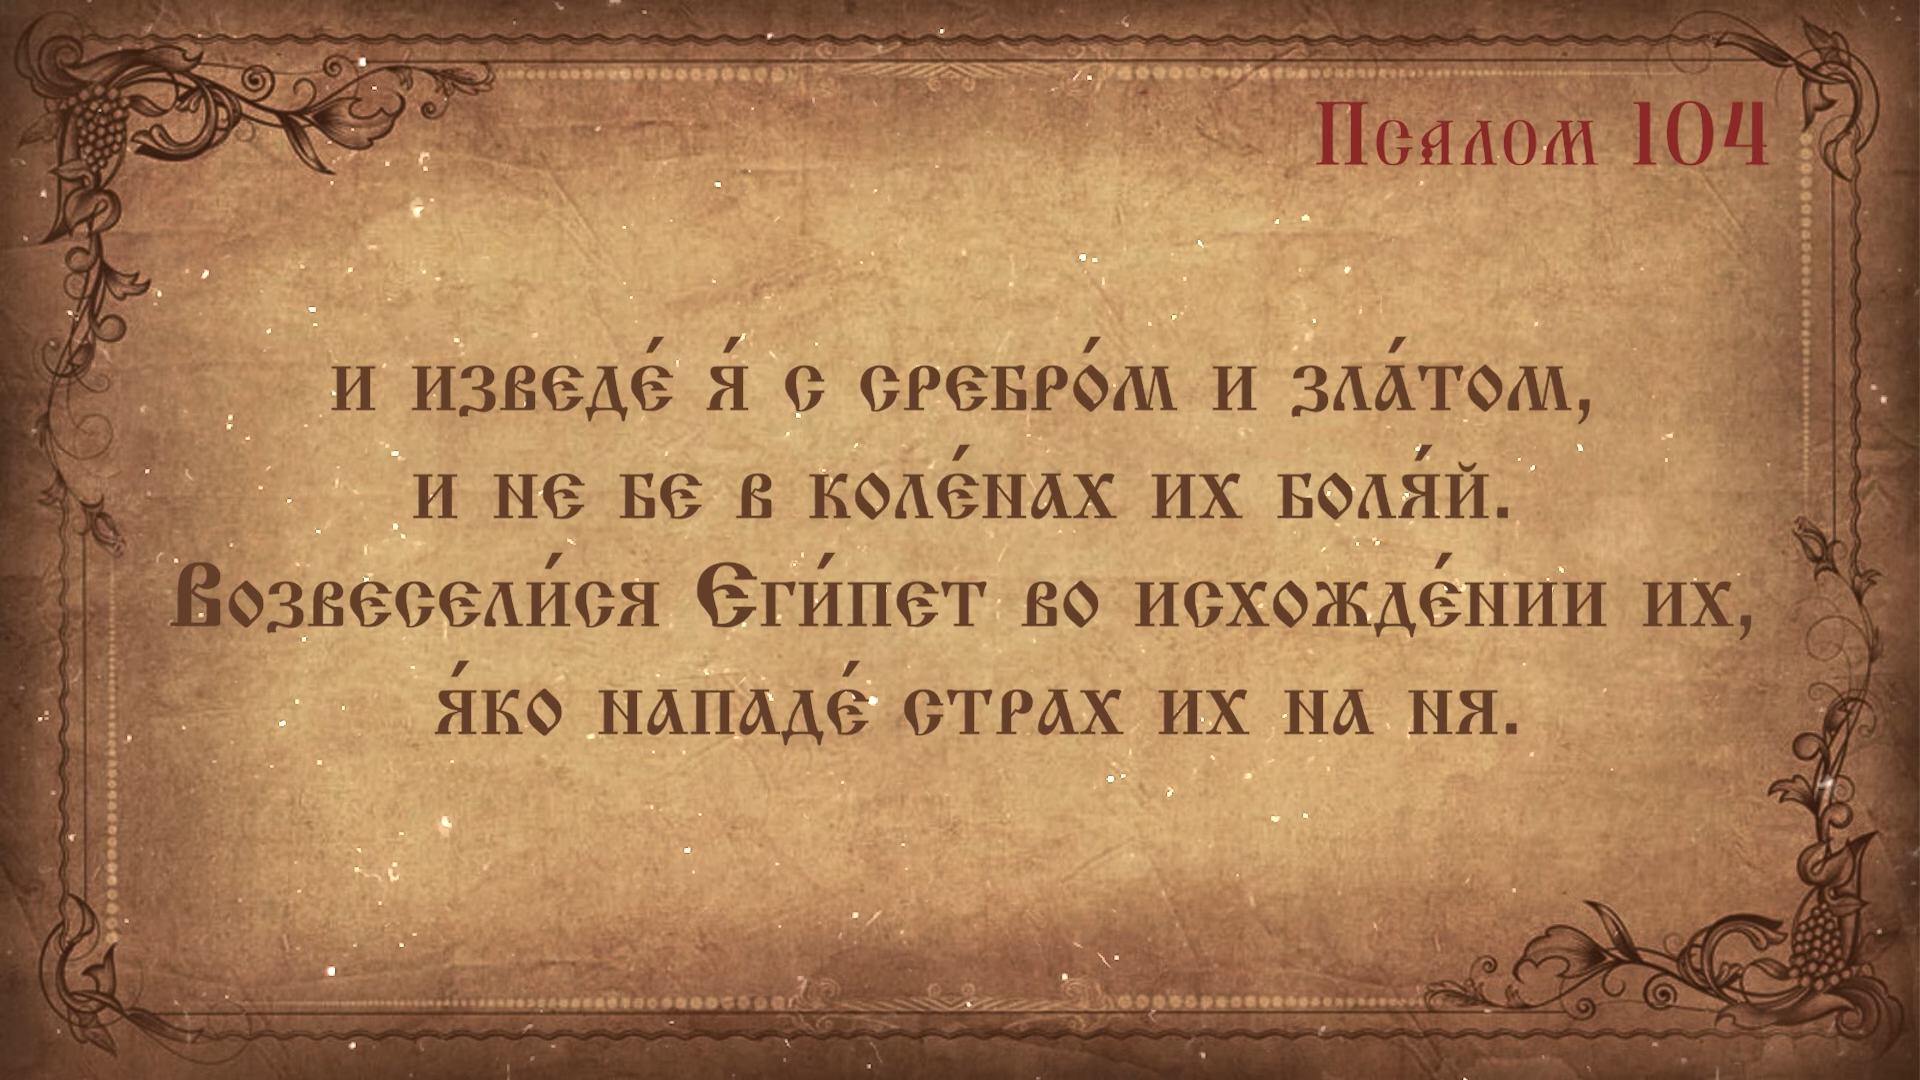 Псалом 104
и изведе́ я́ с сребро́м и зла́том,
и не бе в коле́нах их боля́й.
Возвесели́ся Еги́пет во исхожде́нии их,
я́ко нападе́ страх их на ня.